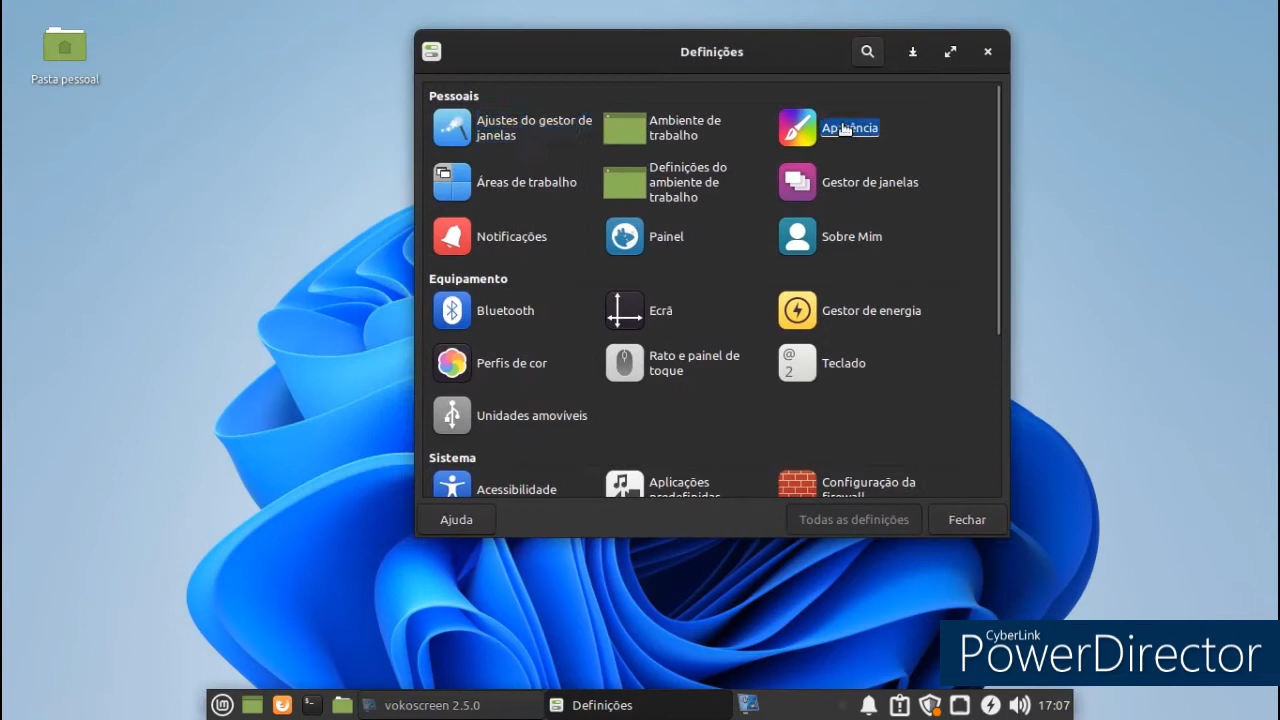 Pasta pessoal
Definições
Pessoais
Ajustes do gestor de
janelas
Ambiente de
trabalho
Áreas de trabalho
Definições do
ambiente de
trabalho
Gestor de janelas
Notificações
Painel
Sobre Mim
Equipamento
Bluetooth
Ecrã
Gestor de energia
Perfis de cor
Rato e painel de
toque
@
2
Teclado
Unidades amovíveis
Sistema
Acessibilidade
Aplicações
predefinidas
Configuração da
firewall
Ajuda
Todas as definições
Fechar
CyberLink
PowerDirector
vokoscreen 2.5.0
Definições
17:07